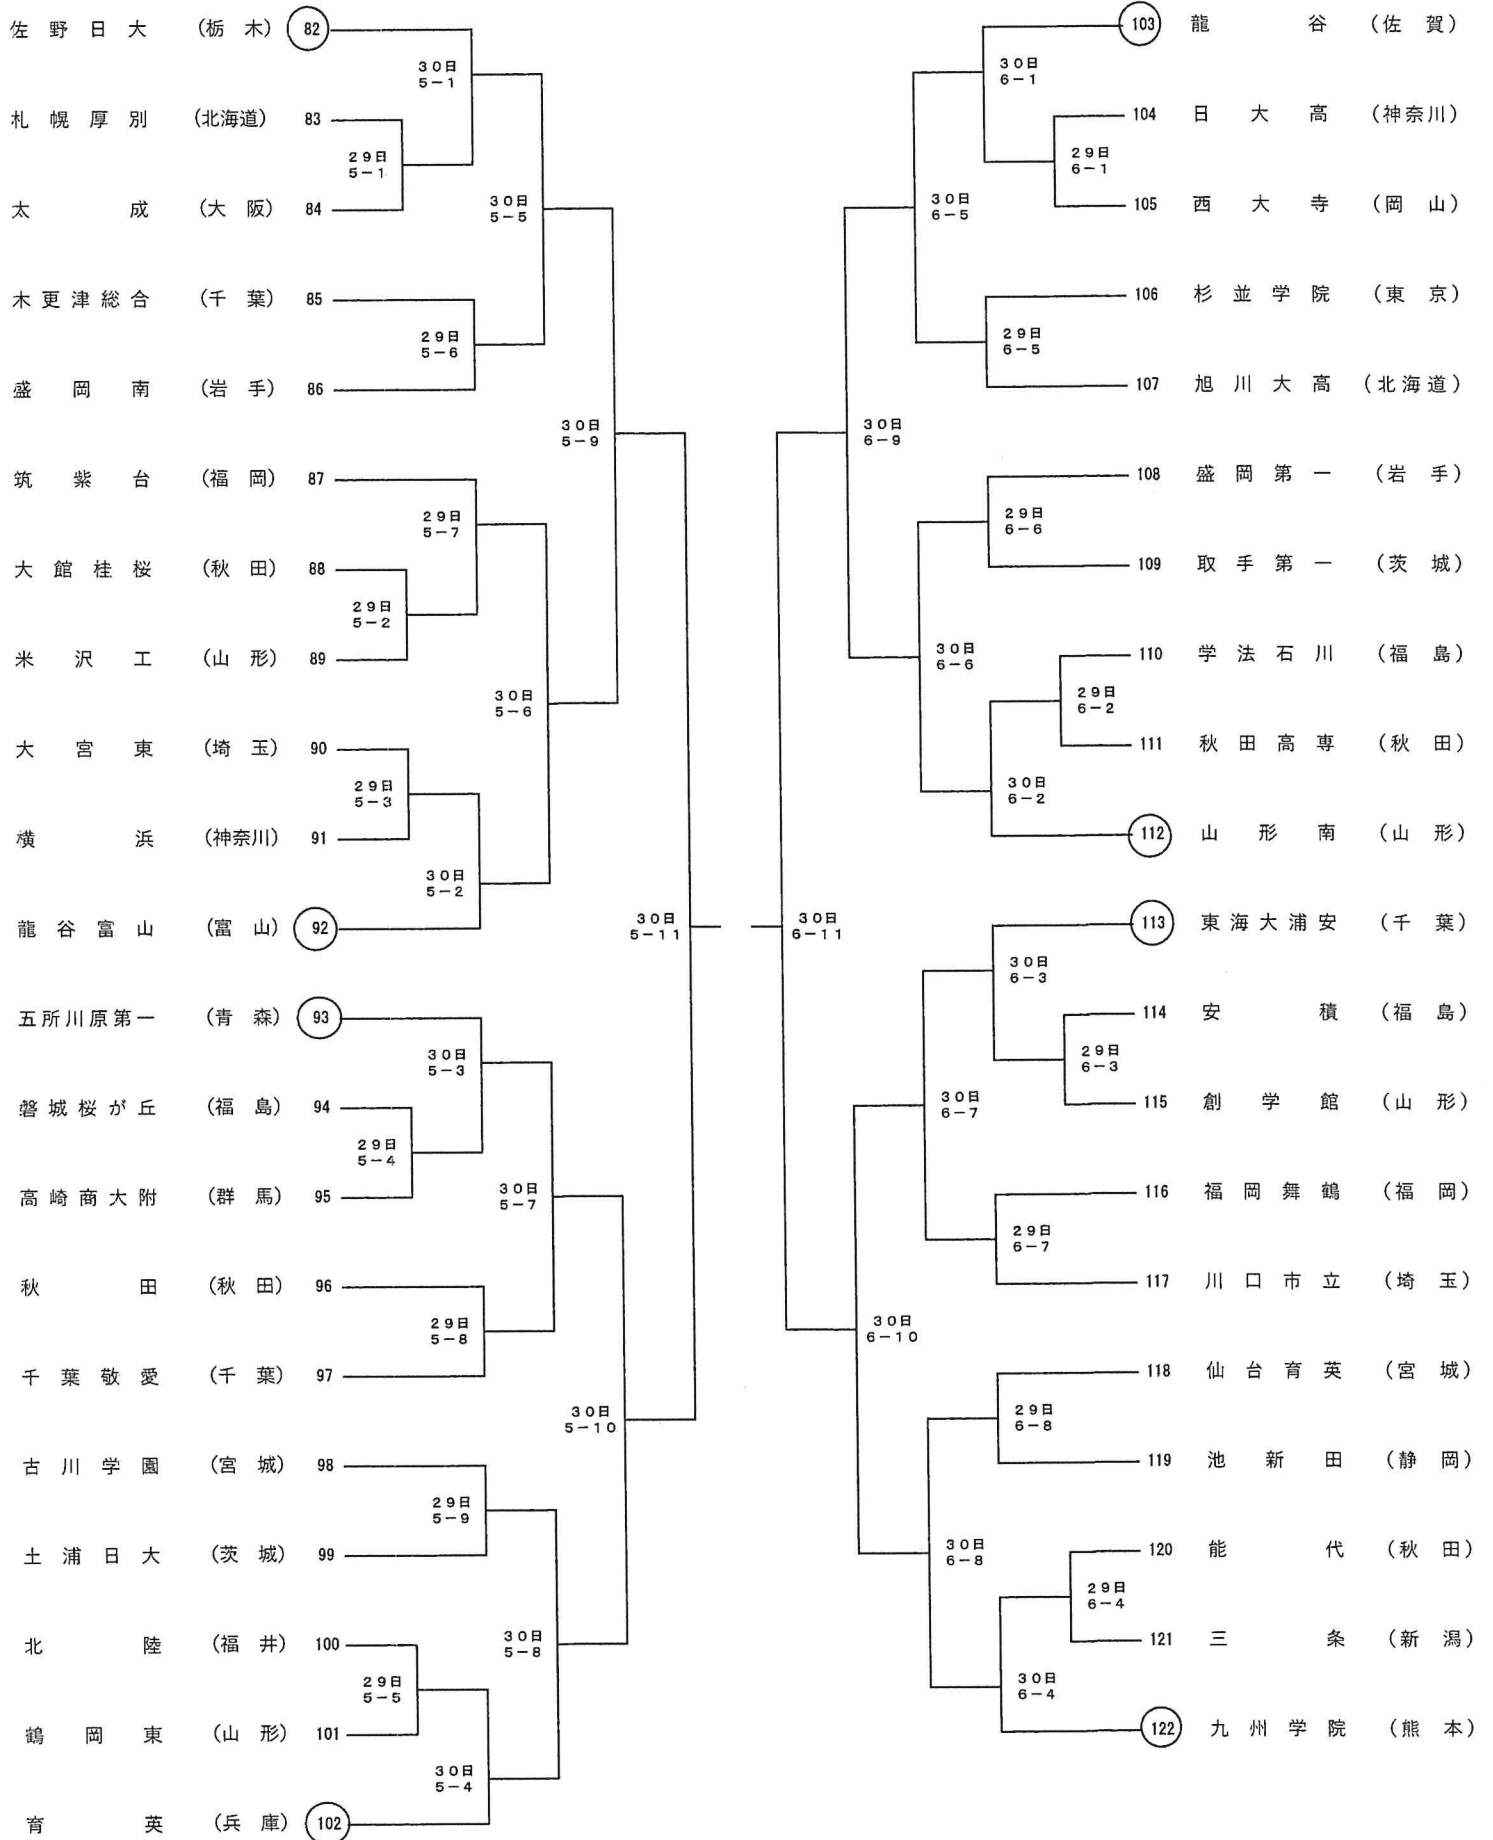 佐野日大 (栃木) 82
30日
5-1
札幌厚別 (北海道) 83
29日
5-1
太成 (大阪) 84
30日
5-5
木更津総合 (千葉) 85
29日
5-6
盛岡南 (岩手) 86
30日
5-9
筑紫台 (福岡) 87
29日
5-7
大館桂桜 (秋田) 88
29日
5-2
米沢工 (山形) 89
30日
5-6
大宮東 (埼玉) 90
29日
5-3
横浜 (神奈川) 91
30日
5-2
龍谷富山 (富山) 92
30日
5-11
五所川原第一 (青森) 93
30日
5-3
磐城桜が丘 (福島) 94
29日
5-4
高崎商大附 (群馬) 95
30日
5-7
秋田 (秋田) 96
29日
5-8
千葉敬愛 (千葉) 97
30日
5-10
古川学園 (宮城) 98
29日
5-9
土浦日大 (茨城) 99
30日
5-8
北陸 (福井) 100
29日
5-5
鶴岡東 (山形) 101
30日
5-4
育英 (兵庫) 102
103 龍谷 (佐賀)
30日
6-1
104 日大高 (神奈川)
29日
6-1
105 西大寺 (岡山)
30日
6-5
106 杉並学院 (東京)
29日
6-5
107 旭川大高 (北海道)
30日
6-9
108 盛岡第一 (岩手)
29日
6-6
109 取手第一 (茨城)
30日
6-6
110 学法石川 (福島)
29日
6-2
111 秋田高専 (秋田)
30日
6-2
112 山形南 (山形)
30日
6-11
113 東海大浦安 (千葉)
30日
6-3
114 安積 (福島)
29日
6-3
115 創学館 (山形)
30日
6-7
116 福岡舞鶴 (福岡)
29日
6-7
117 川口市立 (埼玉)
30日
6-10
118 仙台育英 (宮城)
29日
6-8
119 池新田 (静岡)
30日
6-8
120 能代 (秋田)
29日
6-4
121 三条 (新潟)
30日
6-4
122 九州学院 (熊本)